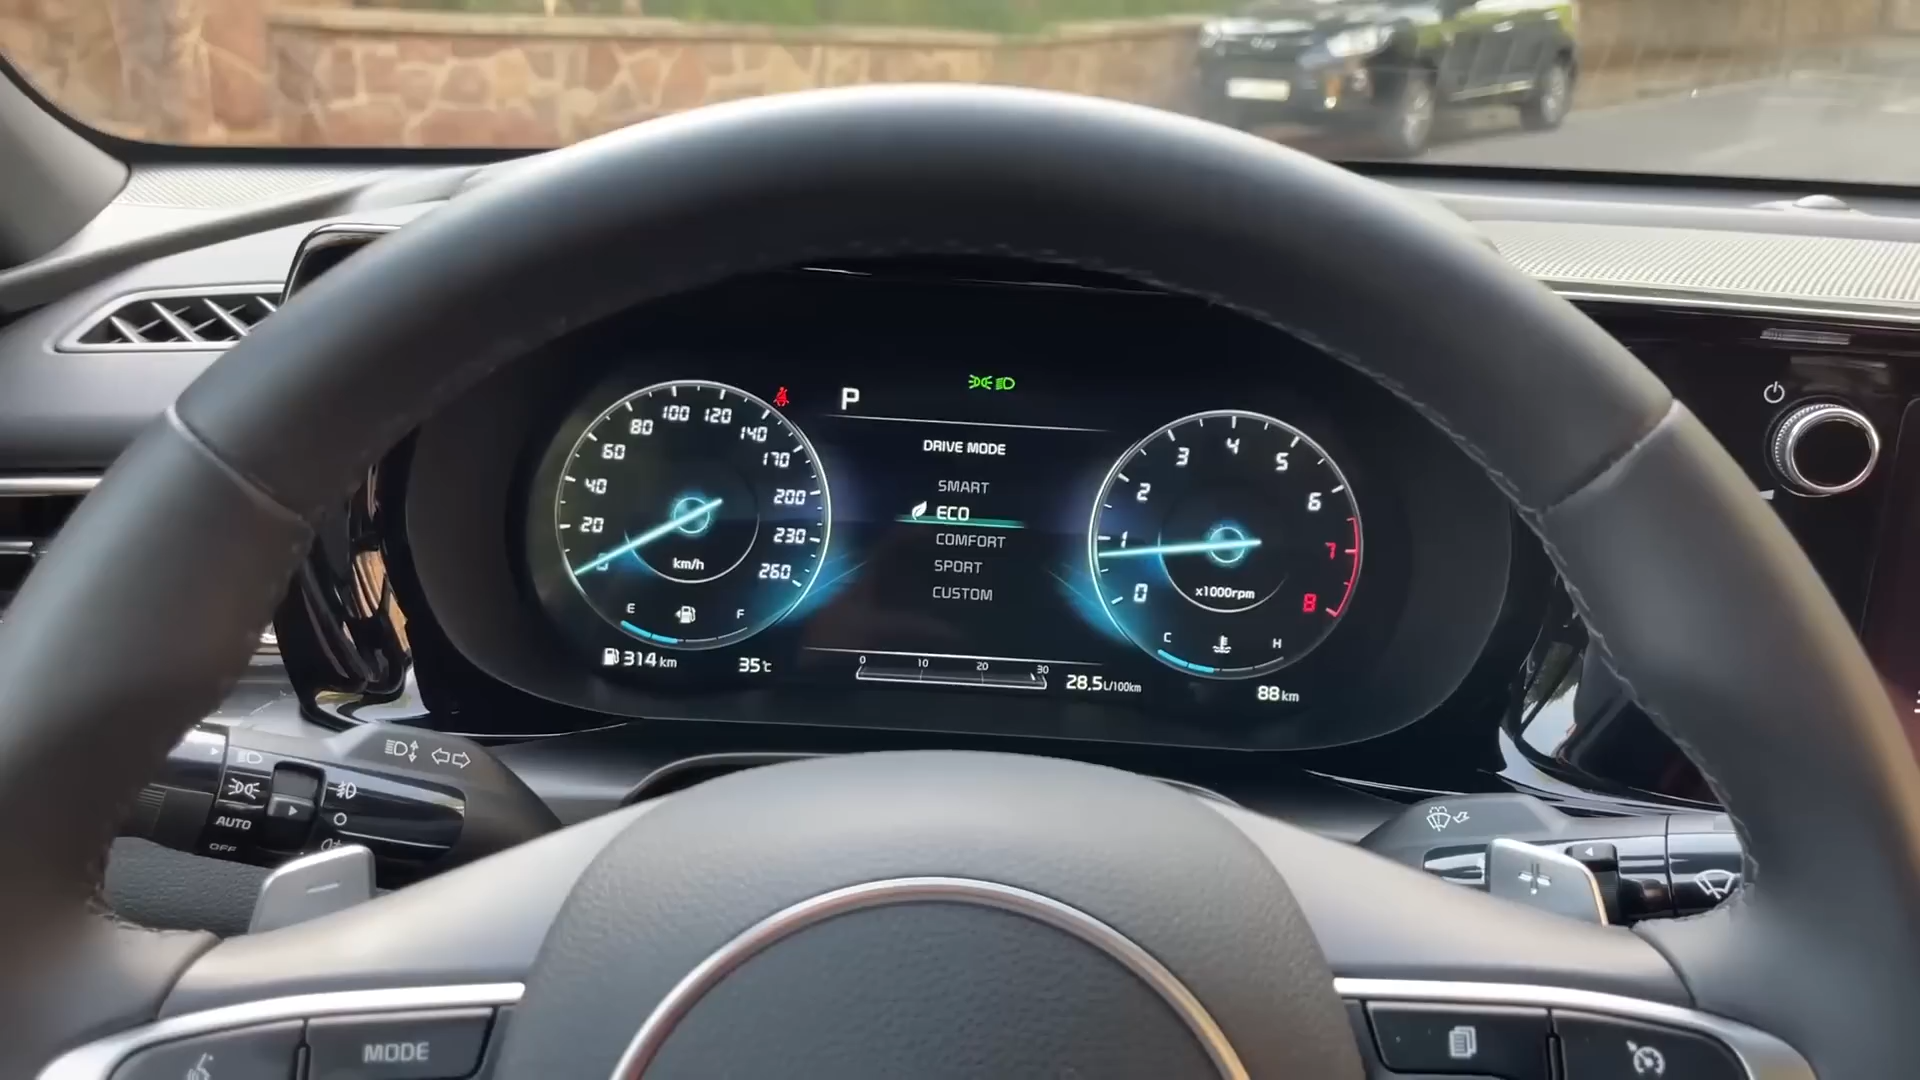 P
DRIVE MODE
SMART
ECO
COMFORT
SPORT
CUSTOM
0 20 40 60 80 100 120 140 170 200 230 260
km/h
E F
314 km
35℃
0 10 20 30
28.5 L/100km
0 1 2 3 4 5 6 7 8
x1000rpm
C H
88 km
AUTO
OFF
MODE